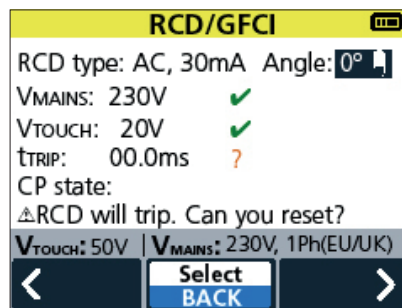 RCD/GFCI
RCD type: AC, 30mA Angle: 0°
VMAINS: 230V ✔
VTOUCH: 20V ✔
tTRIP: 00.0ms ?
CP state:
⚠RCD will trip. Can you reset?
VTOUCH: 50V | VMAINS: 230V, 1Ph(EU/UK)
< Select >
BACK